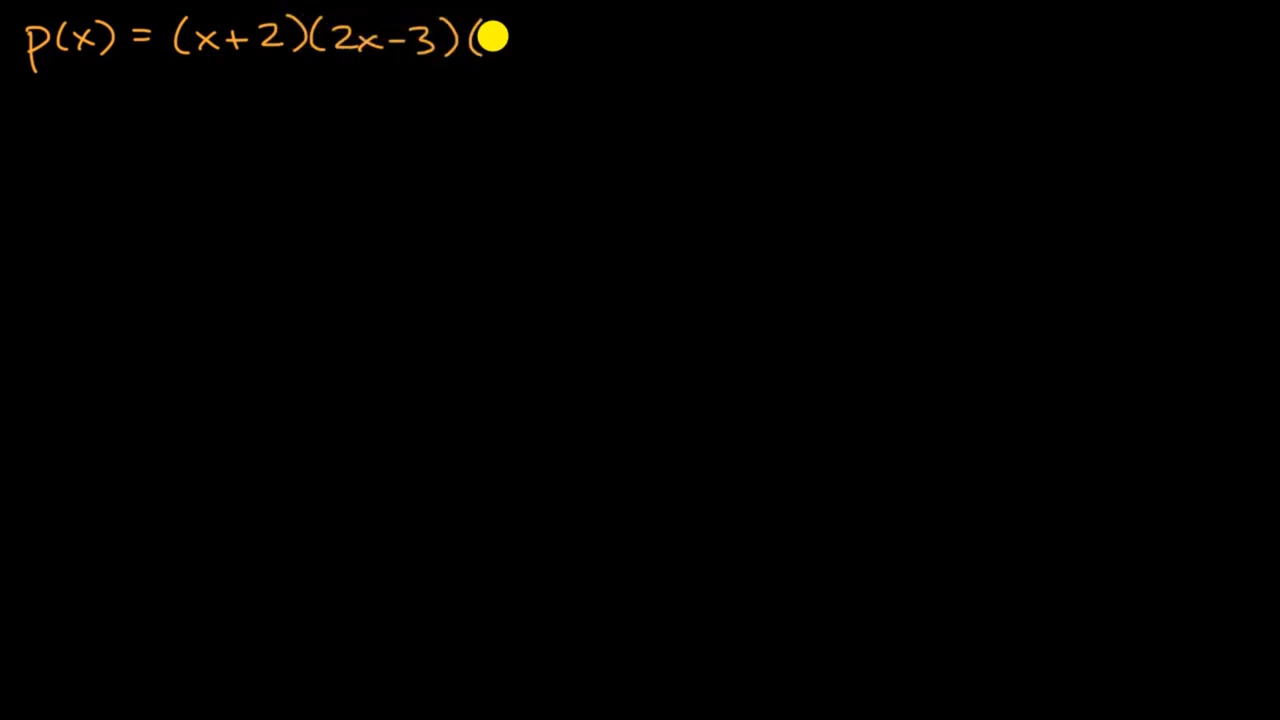 p(x) = (x+2)(2x-3)(